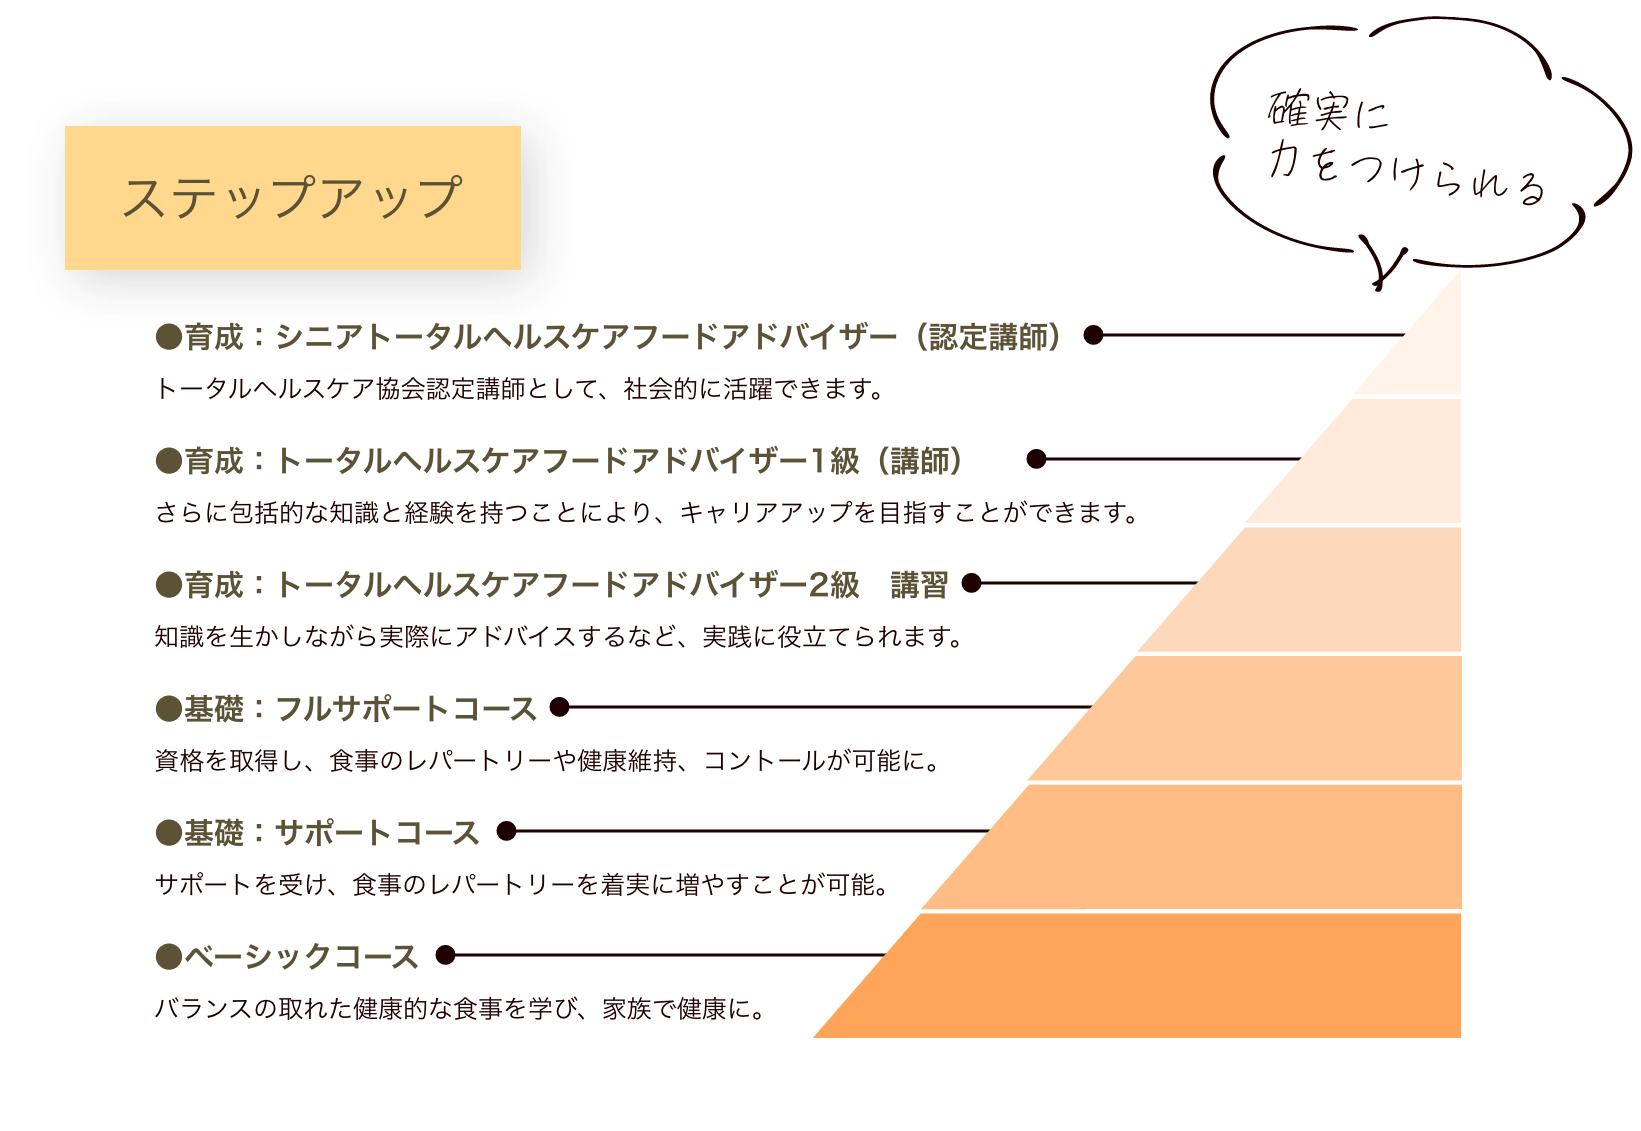 確実に
力をつけられる
ステップアップ
●育成：シニアトータルヘルスケアフードアドバイザー（認定講師）
トータルヘルスケア協会認定講師として、社会的に活躍できます。
●育成：トータルヘルスケアフードアドバイザー1級（講師）
さらに包括的な知識と経験を持つことにより、キャリアアップを目指すことができます。
●育成：トータルヘルスケアフードアドバイザー2級　講習
知識を生かしながら実際にアドバイスするなど、実践に役立てられます。
●基礎：フルサポートコース
資格を取得し、食事のレパートリーや健康維持、コントールが可能に。
●基礎：サポートコース
サポートを受け、食事のレパートリーを着実に増やすことが可能。
●ベーシックコース
バランスの取れた健康的な食事を学び、家族で健康に。